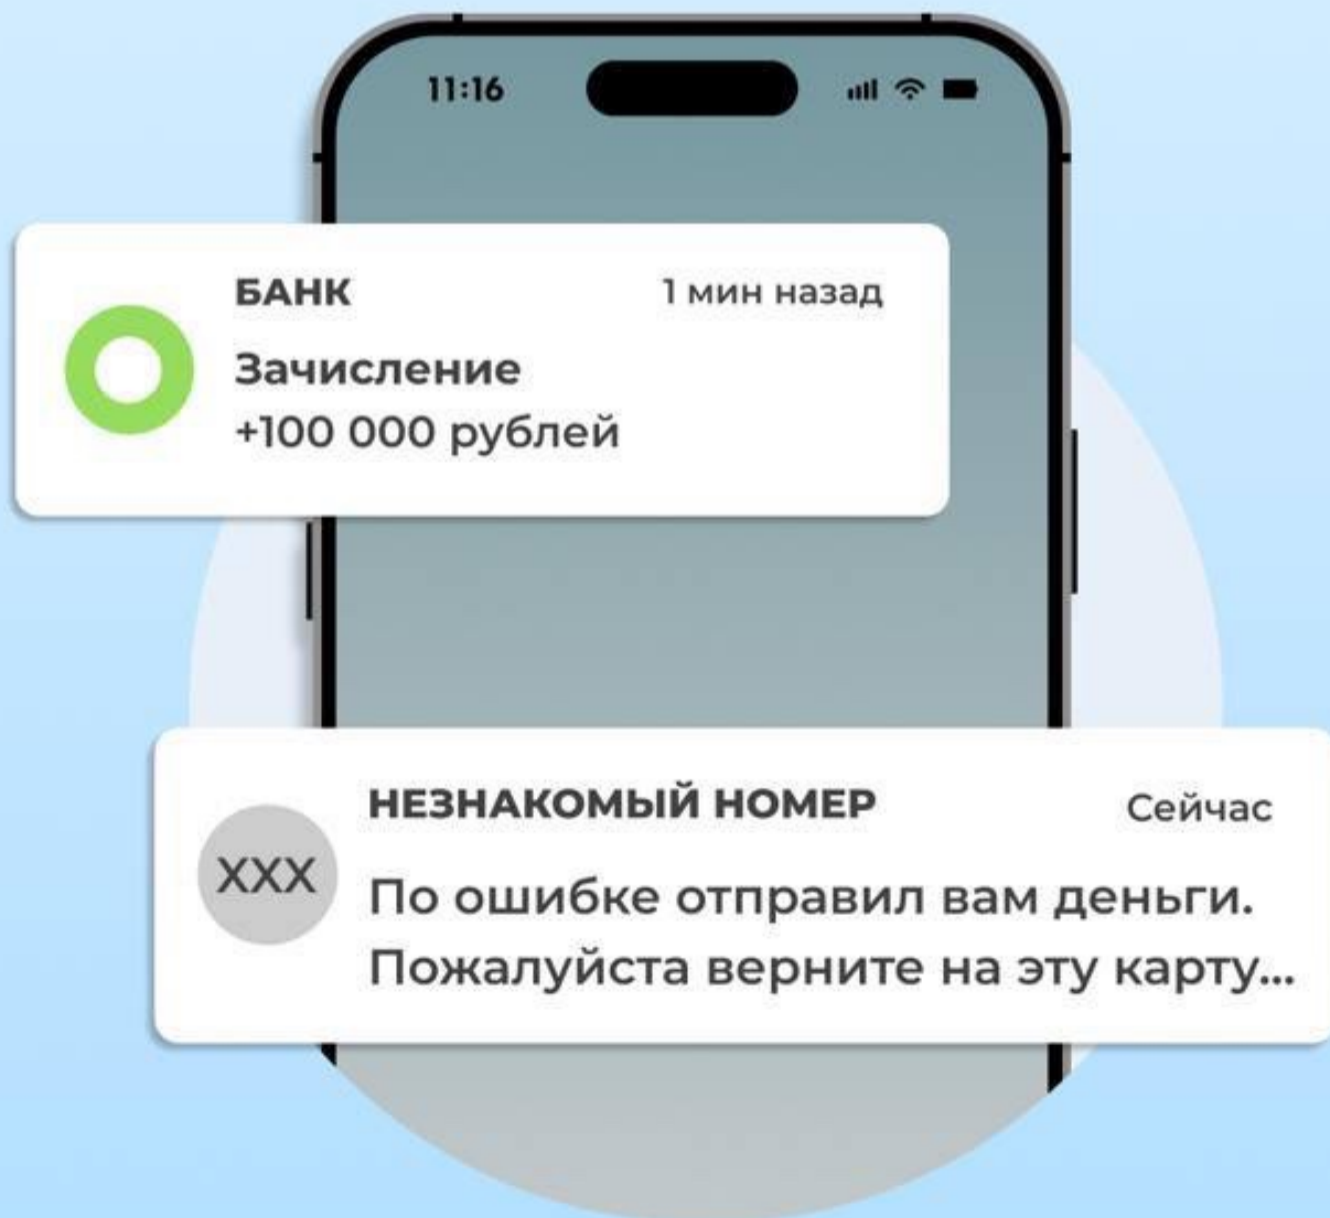 11:16
БАНК 1 мин назад
Зачисление
+100 000 рублей
НЕЗНАКОМЫЙ НОМЕР Сейчас
XXX
По ошибке отправил вам деньги.
Пожалуйста верните на эту карту...